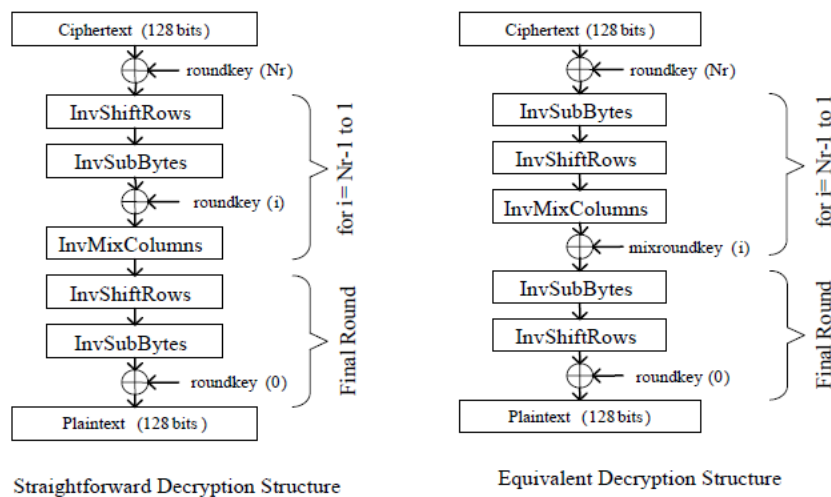 Ciphertext (128 bits)
roundkey (Nr)
InvShiftRows
InvSubBytes
roundkey (i)
InvMixColumns
for i= Nr-1 to 1
InvShiftRows
InvSubBytes
roundkey (0)
Final Round
Plaintext (128 bits)
Straightforward Decryption Structure
Ciphertext (128 bits)
roundkey (Nr)
InvSubBytes
InvShiftRows
InvMixColumns
mixroundkey (i)
for i= Nr-1 to 1
InvSubBytes
InvShiftRows
roundkey (0)
Final Round
Plaintext (128 bits)
Equivalent Decryption Structure